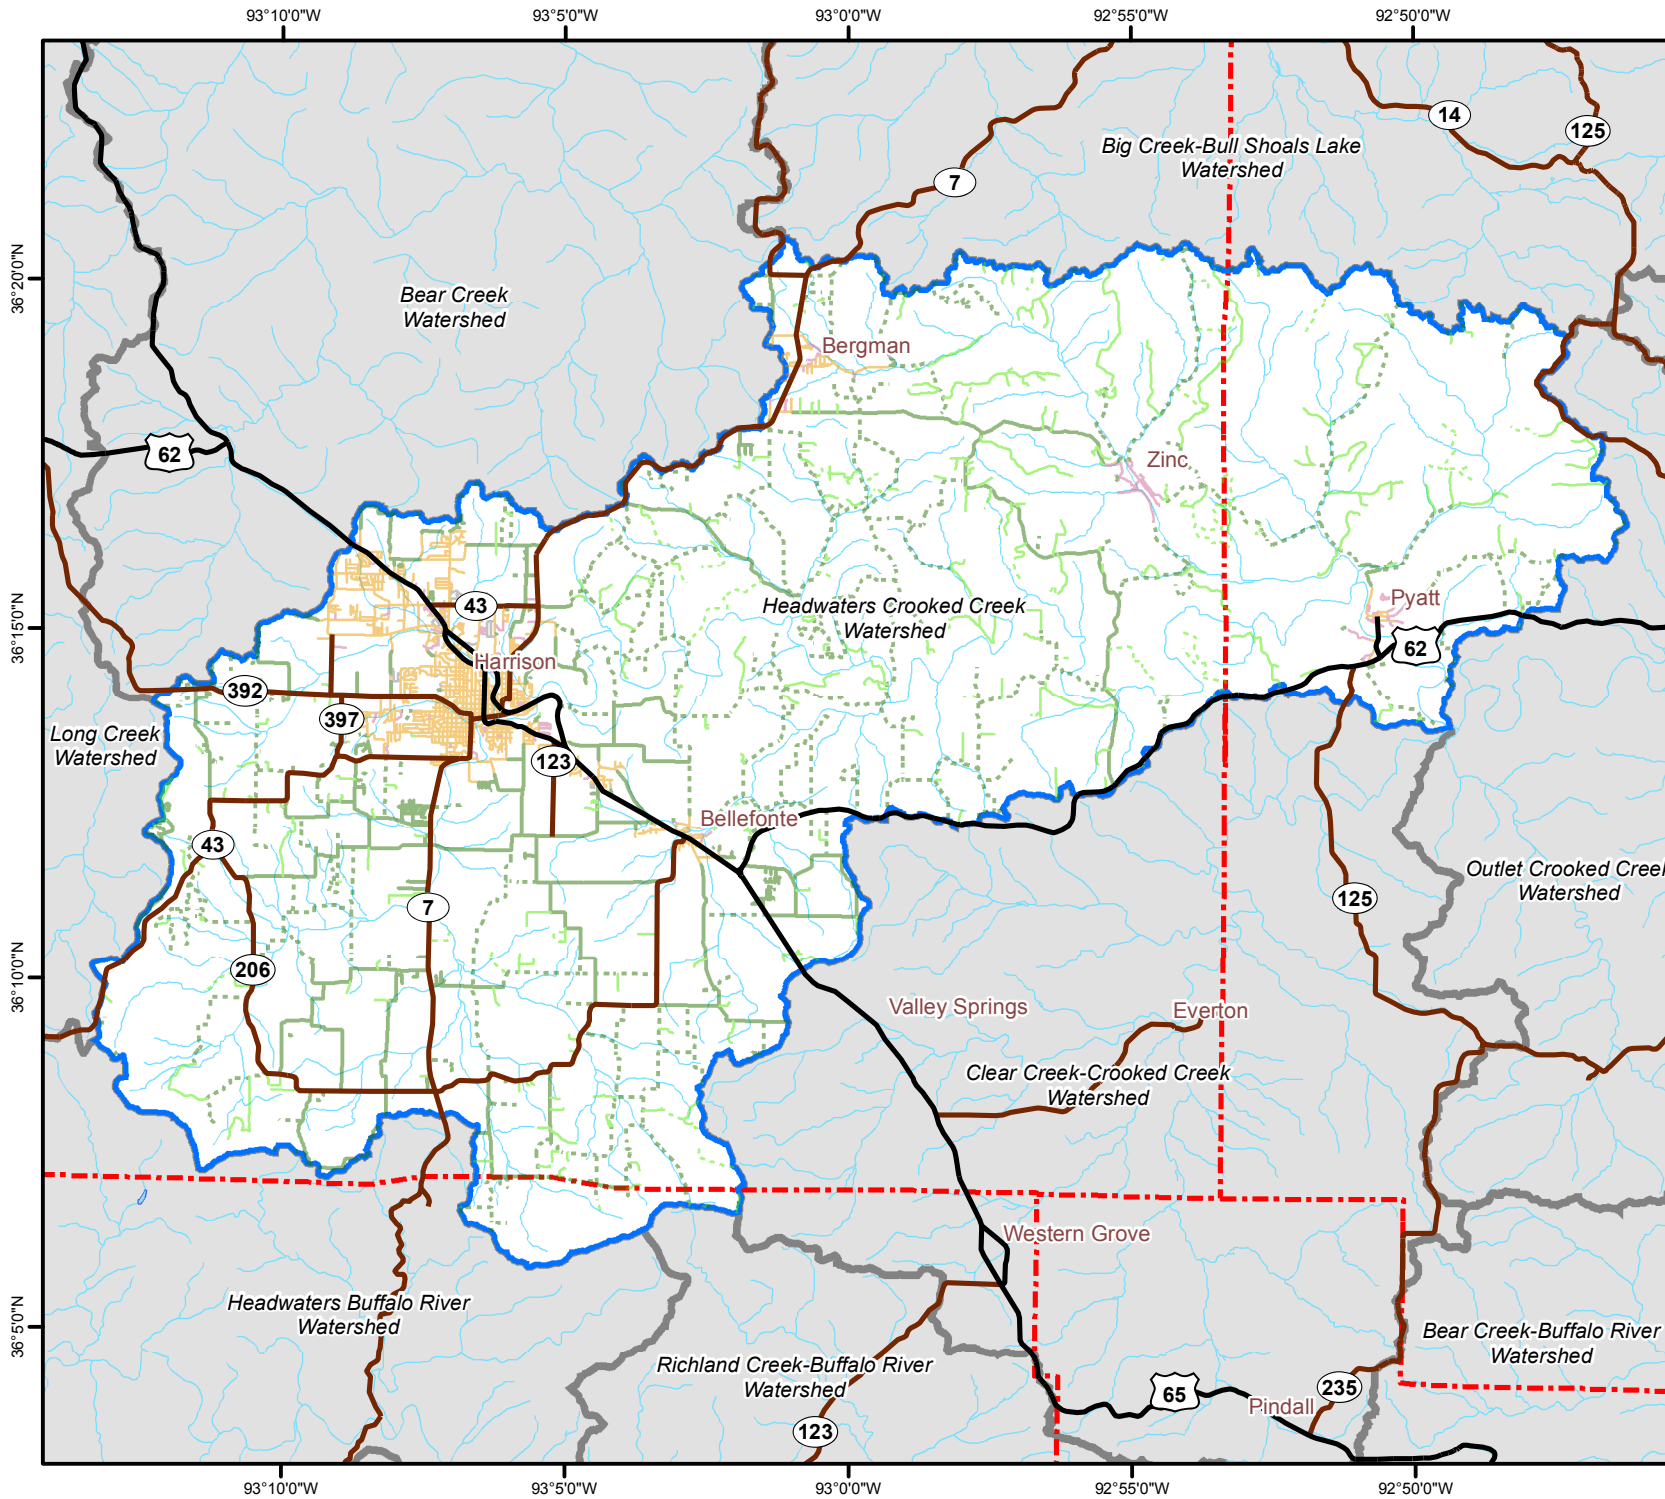 93°10'0"W
93°5'0"W
93°0'0"W
92°55'0"W
92°50'0"W
14
125
Big Creek-Bull Shoals Lake
Watershed
7
36°20'0"N
Bear Creek
Watershed
Bergman
62
Zinc
43
Headwaters Crooked Creek
Watershed
Pyatt
36°15'0"N
62
Harrison
392
397
Long Creek
Watershed
123
Bellefonte
43
Outlet Crooked Creek
Watershed
7
125
206
36°10'0"N
Valley Springs
Everton
Clear Creek-Crooked Creek
Watershed
Western Grove
Headwaters Buffalo River
Watershed
36°5'0"N
Bear Creek-Buffalo River
Watershed
Richland Creek-Buffalo River
Watershed
65
235
Pindall
123
93°10'0"W
93°5'0"W
93°0'0"W
92°55'0"W
92°50'0"W